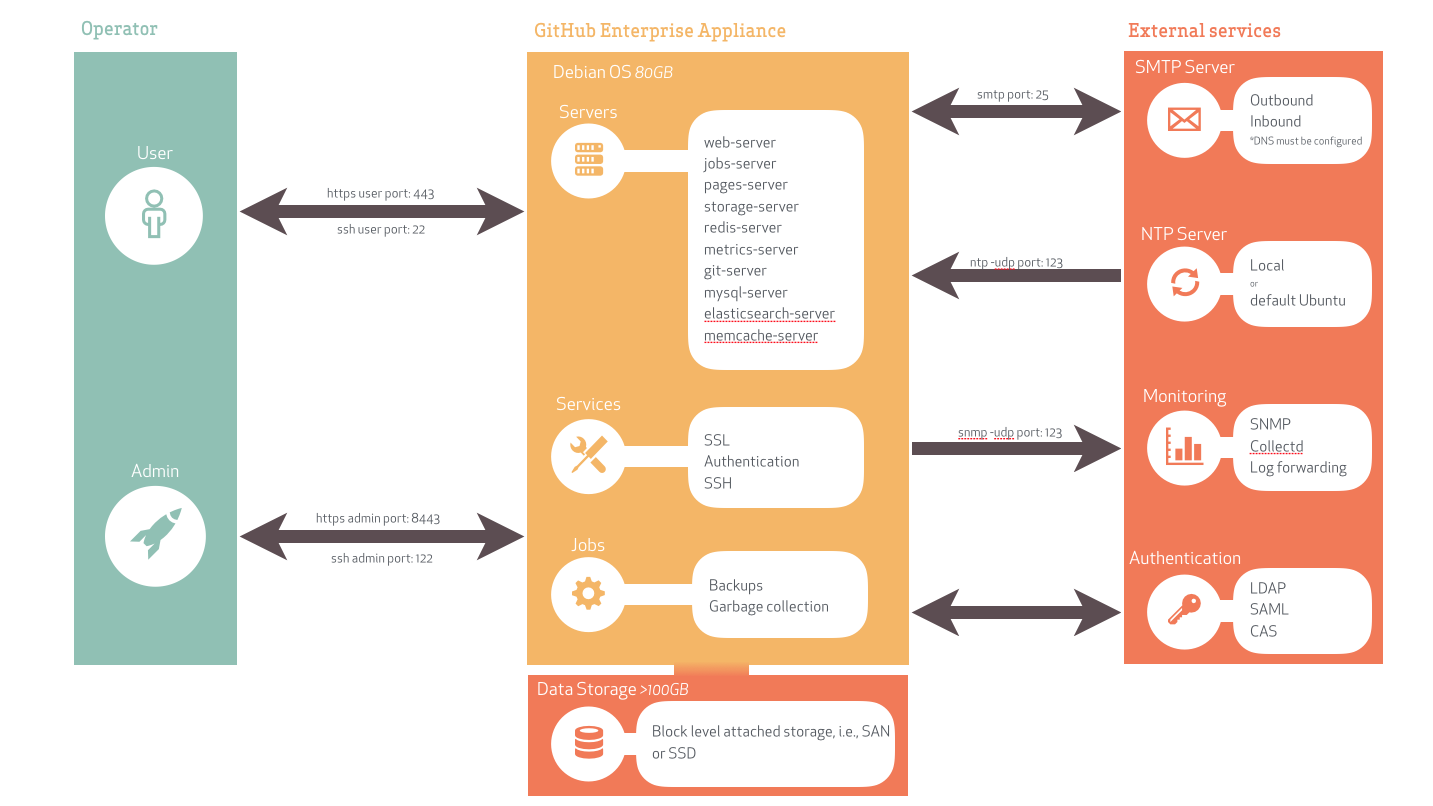 Operator
User
https user port: 443
ssh user port: 22
Admin
https admin port: 8443
ssh admin port: 122
GitHub Enterprise Appliance
Debian OS 80GB
Servers
web-server
jobs-server
pages-server
storage-server
redis-server
metrics-server
git-server
mysql-server
elasticsearch-server
memcache-server
Services
SSL
Authentication
SSH
Jobs
Backups
Garbage collection
Data Storage >100GB
Block level attached storage, i.e., SAN
or SSD
smtp port: 25
ntp -udp port: 123
snmp -udp port: 123
External services
SMTP Server
Outbound
Inbound
*DNS must be configured
NTP Server
Local
or
default Ubuntu
Monitoring
SNMP
Collectd
Log forwarding
Authentication
LDAP
SAML
CAS